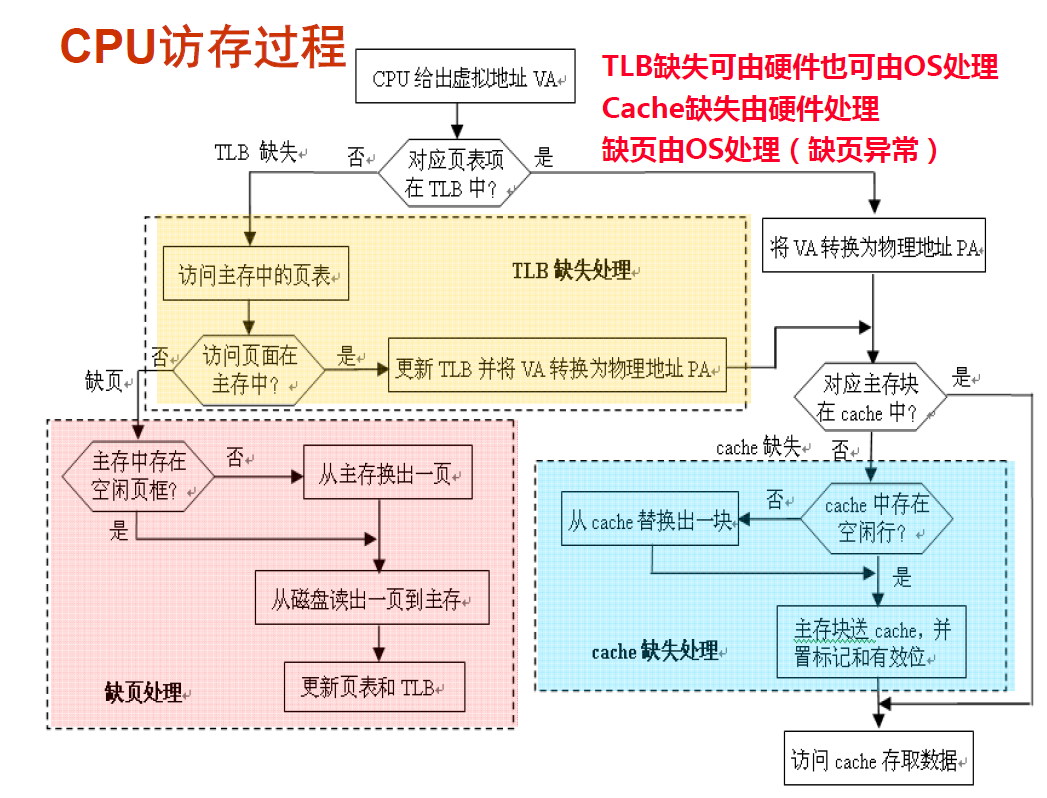 CPU访存过程
TLB缺失可由硬件也可由OS处理
Cache缺失由硬件处理
缺页由OS处理（缺页异常）
CPU 给出虚拟地址 VA
TLB 缺失
否
对应页表项
在 TLB 中？
是
访问主存中的页表
TLB 缺失处理
将 VA 转换为物理地址 PA
否
访问页面在
主存中？
是
更新 TLB 并将 VA 转换为物理地址 PA
缺页
对应主存块
在 cache 中？
是
cache 缺失
否
主存中存在
空闲页框？
否
从主存换出一页
是
从 cache 替换出一块
否
cache 中存在
空闲行？
是
从磁盘读出一页到主存
主存块送 cache，并
置标记和有效位
cache 缺失处理
缺页处理
更新页表和 TLB
访问 cache 存取数据